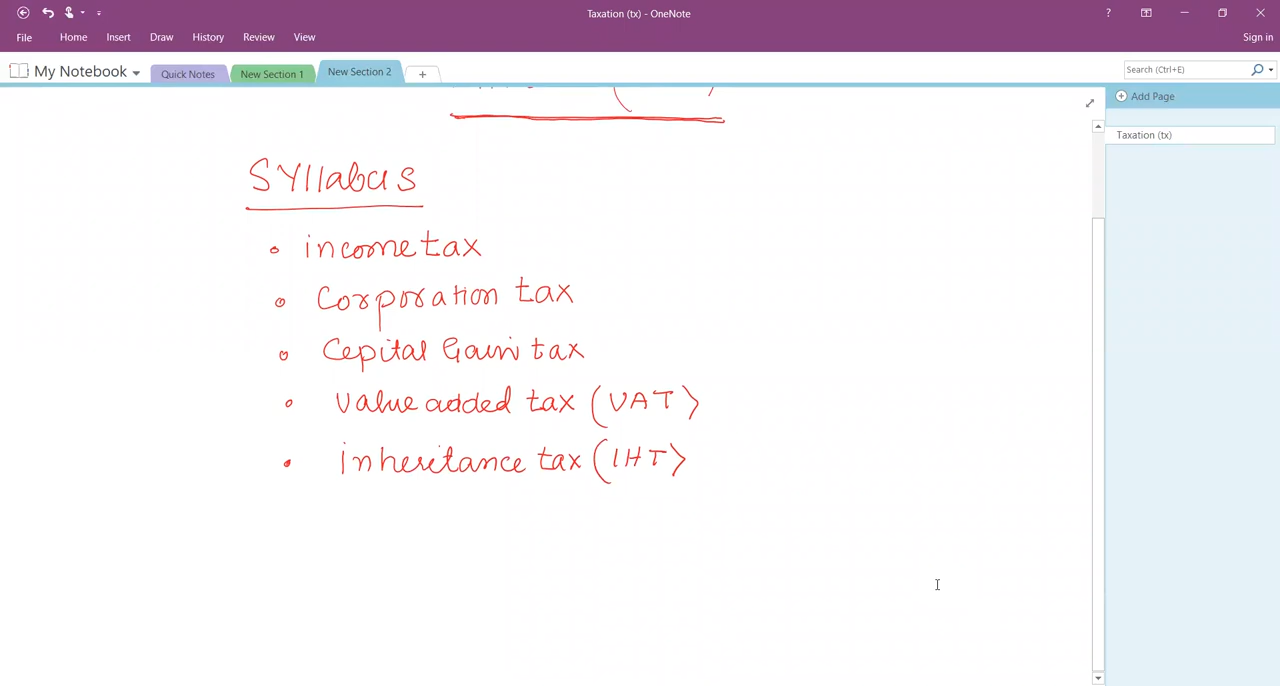 Taxation (tx) - OneNote
?
File Home Insert Draw History Review View Sign in
My Notebook Quick Notes New Section 1 New Section 2 + Search (Ctrl+E)
Add Page
Taxation (tx)
Syllabus
• income tax
• Corporation tax
• Cepital Gain tax
• Value added tax (VAT)
• inheritance tax (IHT)